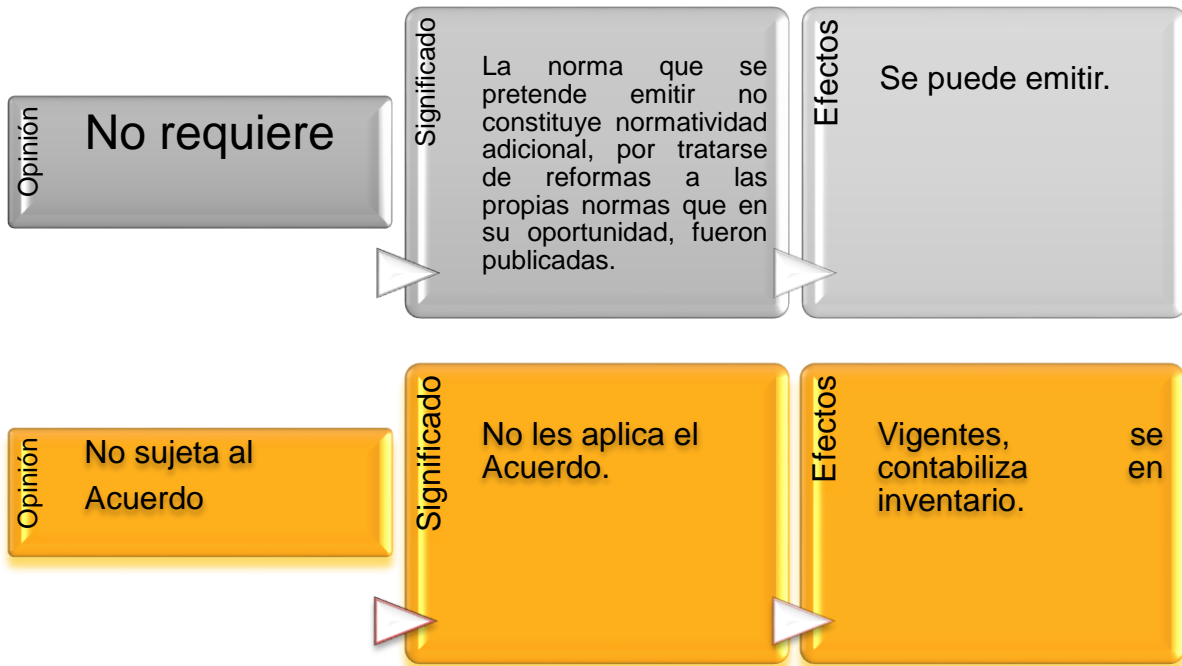 Opinión
No requiere
Significado
La norma que se
pretende emitir no
constituye normatividad
adicional, por tratarse
de reformas a las
propias normas que en
su oportunidad, fueron
publicadas.
Efectos
Se puede emitir.
Opinión
No sujeta al
Acuerdo
Significado
No les aplica el
Acuerdo.
Efectos
Vigentes, se
contabiliza en
inventario.